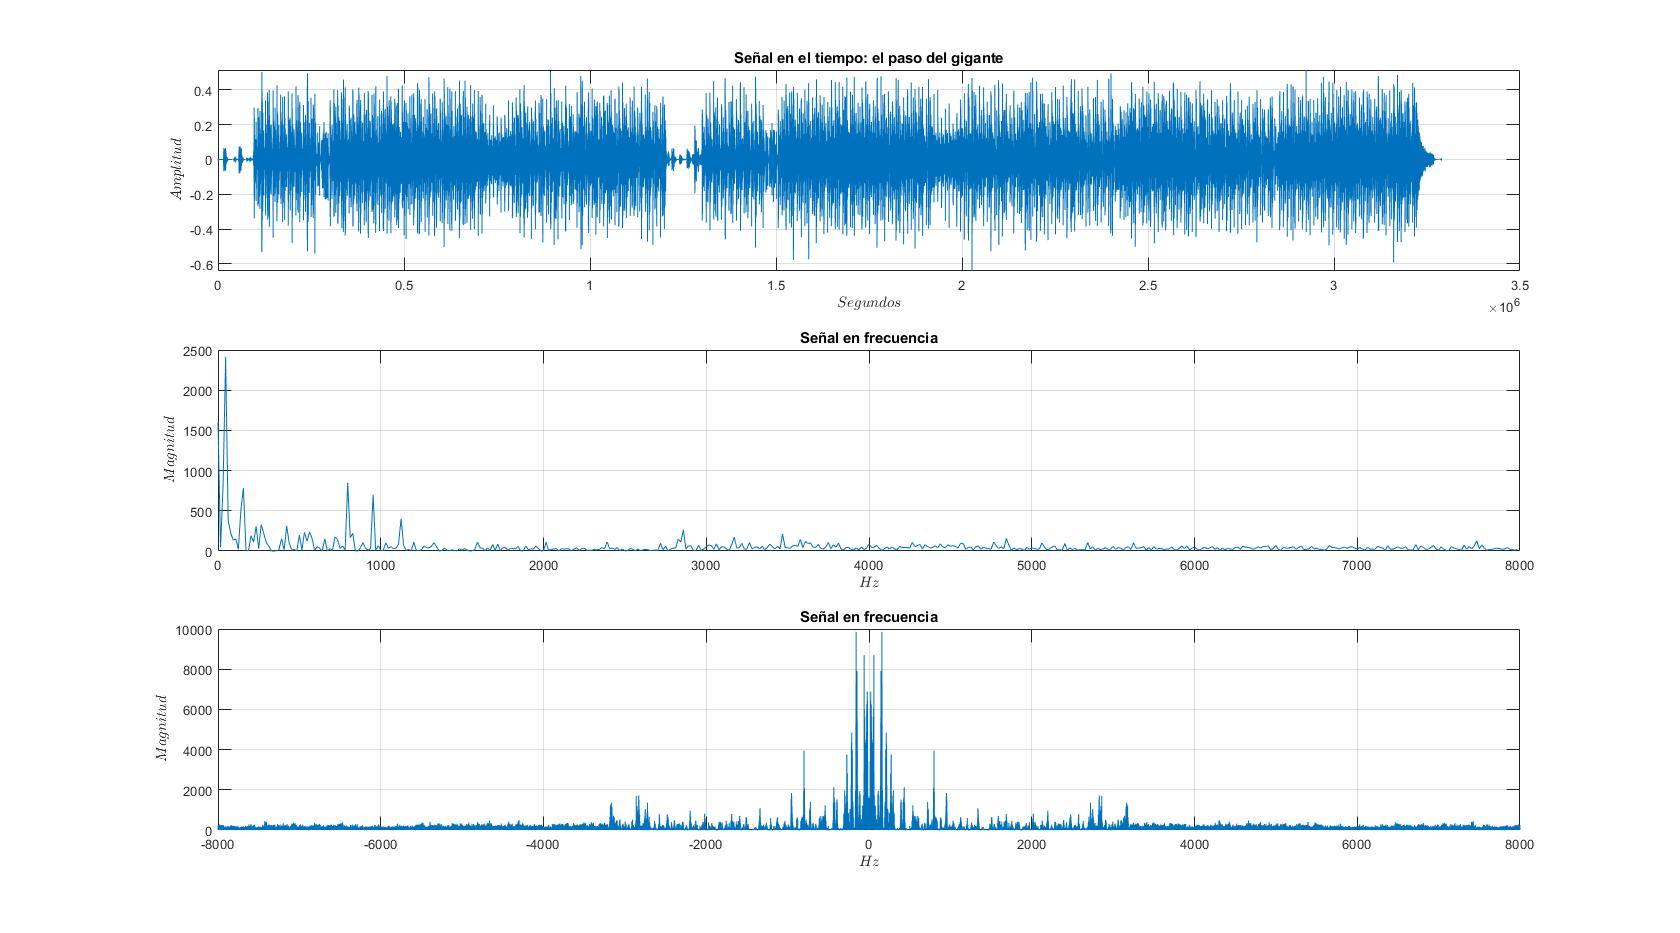 Señal en el tiempo: el paso del gigante
Amplitud
0.4
0.2
0
-0.2
-0.4
-0.6
0 0.5 1 1.5 2 2.5 3 3.5
Segundos
×10^6
Señal en frecuencia
Magnitud
2500
2000
1500
1000
500
0
0 1000 2000 3000 4000 5000 6000 7000 8000
Hz
Señal en frecuencia
Magnitud
10000
8000
6000
4000
2000
0
-8000 -6000 -4000 -2000 0 2000 4000 6000 8000
Hz